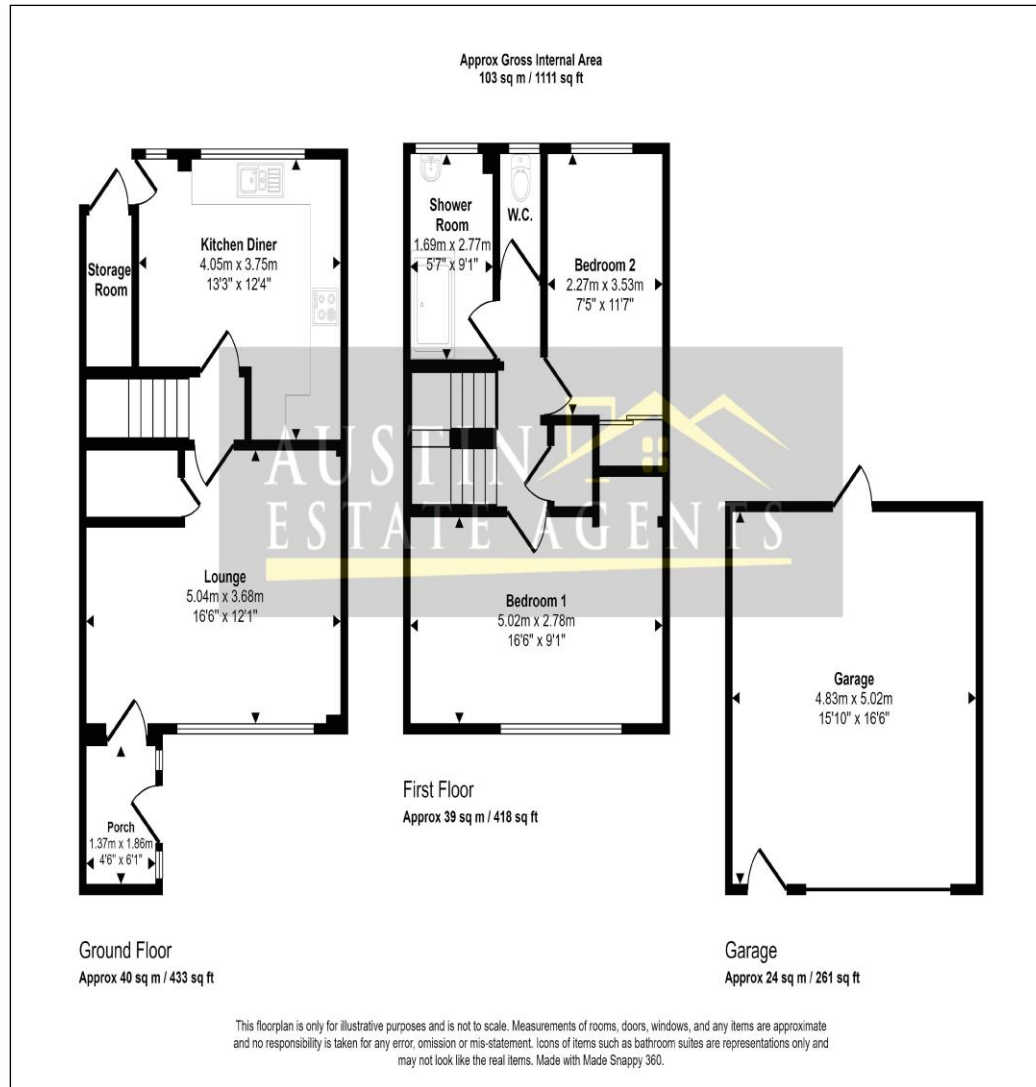 Approx Gross Internal Area
103 sq m / 1111 sq ft
Kitchen Diner
4.05m x 3.75m
13'3" x 12'4"
Storage
Room
Lounge
5.04m x 3.68m
16'6" x 12'1"
Porch
1.37m x 1.86m
4'6" x 6'1"
Ground Floor
Approx 40 sq m / 433 sq ft
Shower
Room
1.69m x 2.77m
5'7" x 9'1"
W.C.
Bedroom 2
2.27m x 3.53m
7'5" x 11'7"
Bedroom 1
5.02m x 2.78m
16'6" x 9'1"
First Floor
Approx 39 sq m / 418 sq ft
AUSTIN
ESTATE AGENTS
Garage
4.83m x 5.02m
15'10" x 16'6"
Garage
Approx 24 sq m / 261 sq ft
This floorplan is only for illustrative purposes and is not to scale. Measurements of rooms, doors, windows, and any items are approximate
and no responsibility is taken for any error, omission or mis-statement. Icons of items such as bathroom suites are representations only and
may not look like the real items. Made with Made Snappy 360.